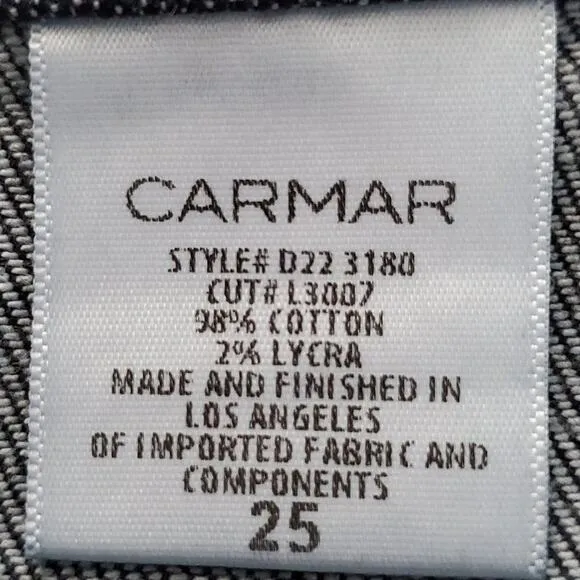 CARMAR
STYLE# D22 3180
CUT# L3007
98% COTTON
2% LYCRA
MADE AND FINISHED IN
LOS ANGELES
OF IMPORTED FABRIC AND
COMPONENTS
25